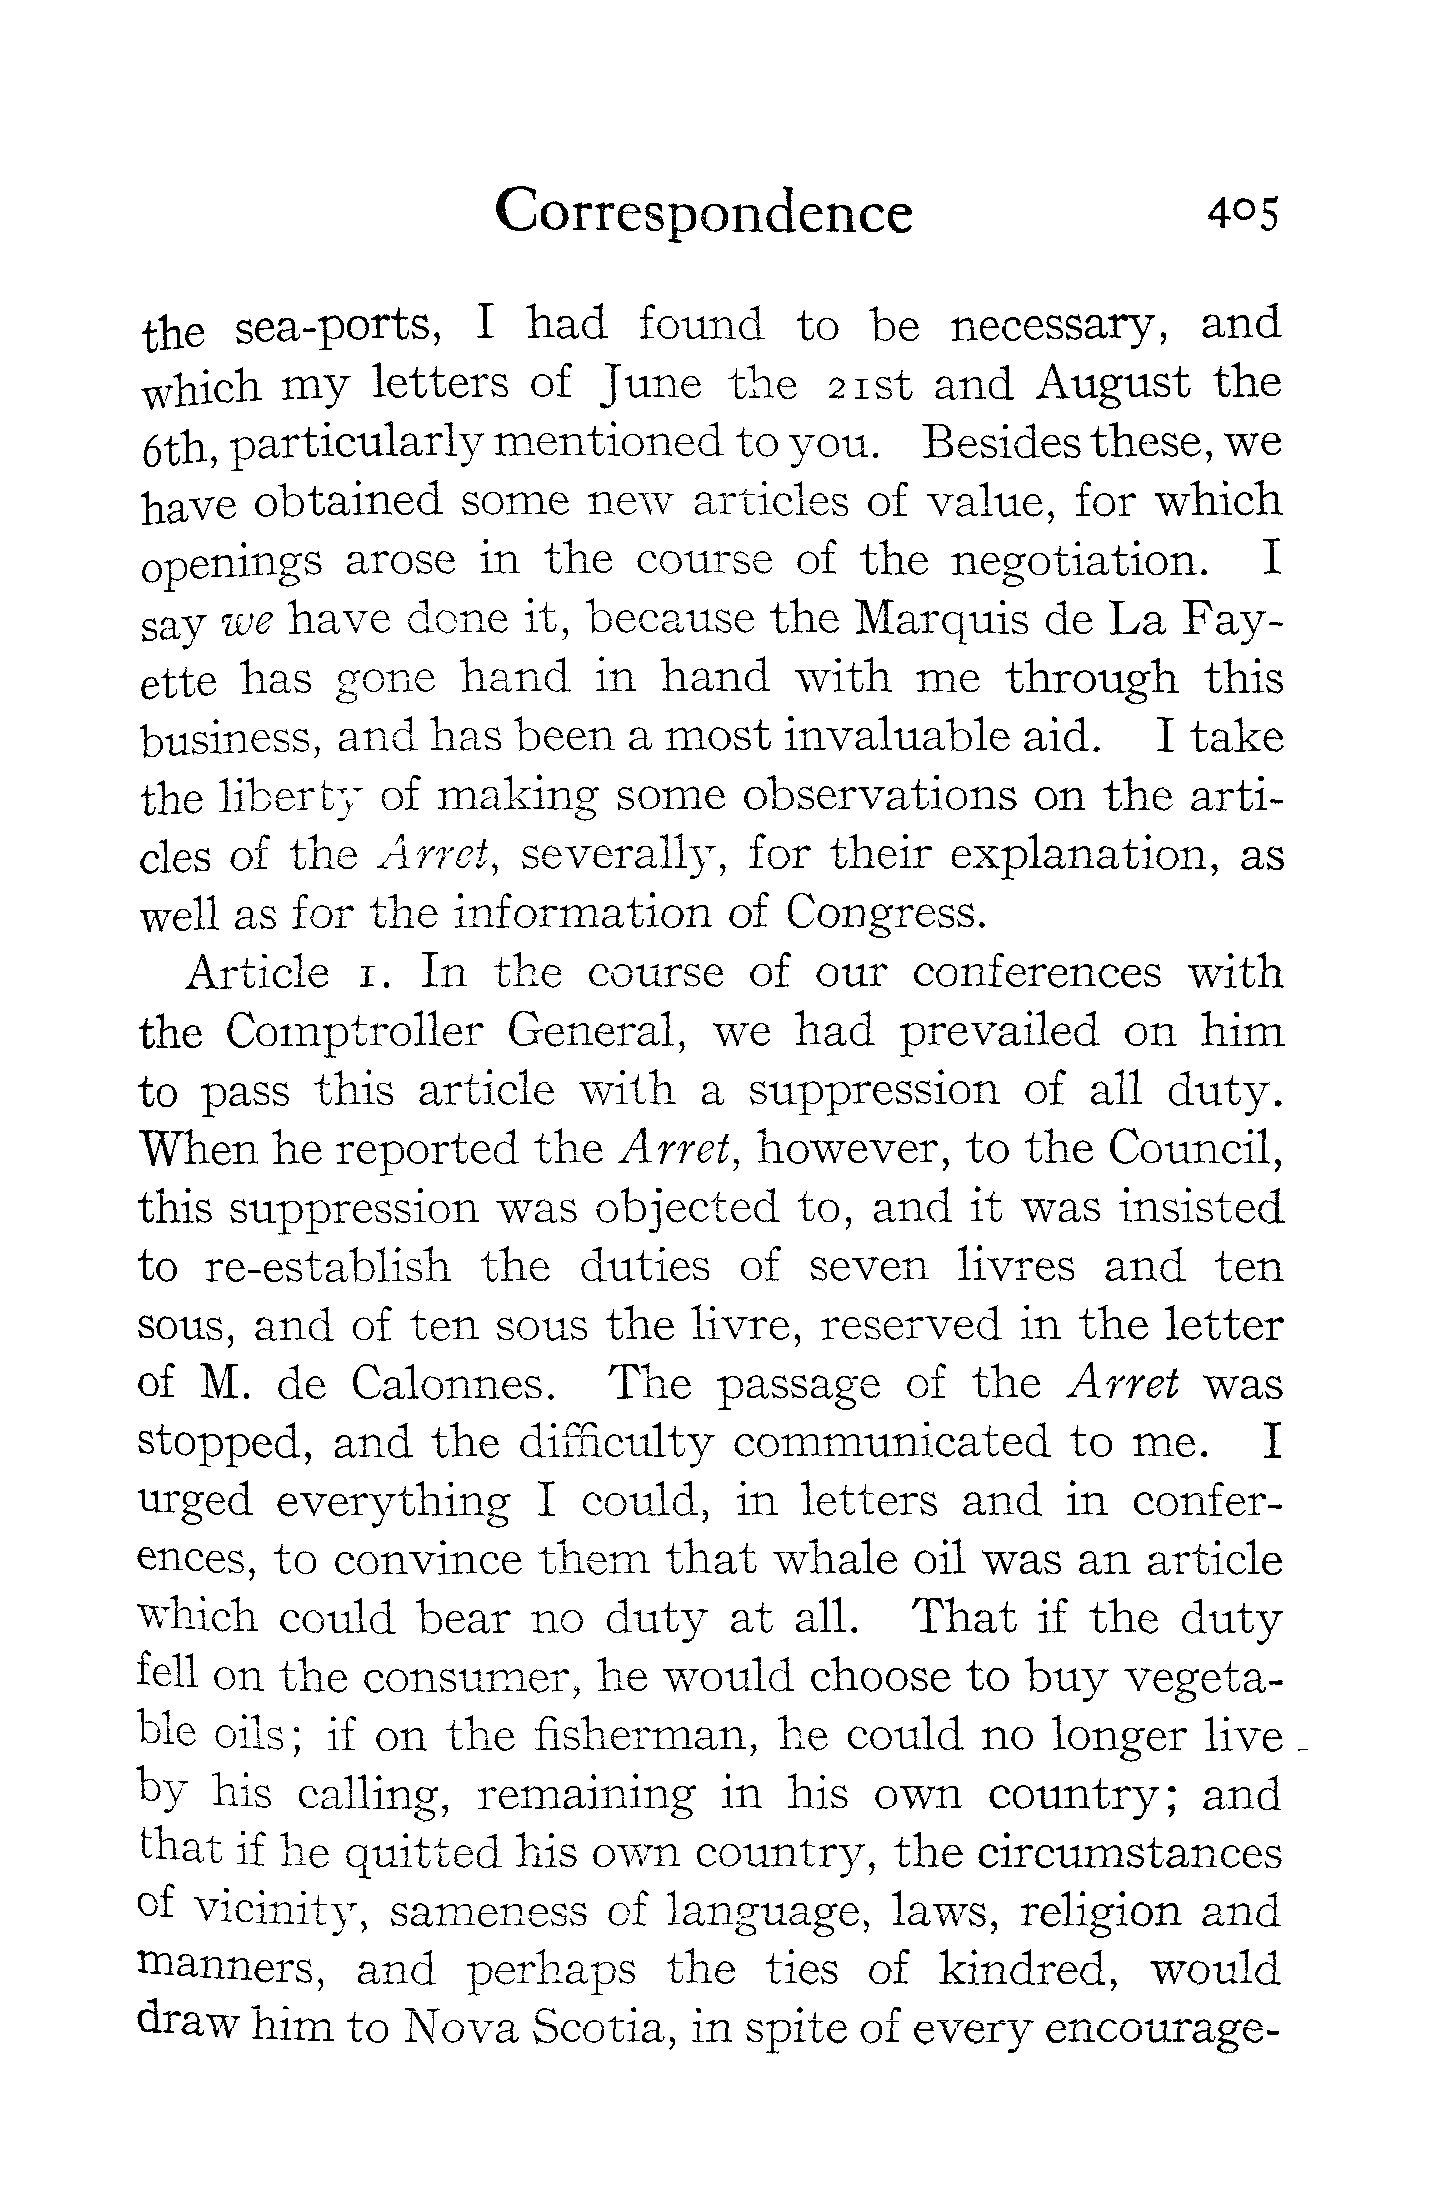 Correspondence 405
the sea-ports, I had found to be necessary, and
which my letters of June the 21st and August the
6th, particularly mentioned to you. Besides these, we
have obtained some new articles of value, for which
openings arose in the course of the negotiation. I
say we have done it, because the Marquis de La Fay-
ette has gone hand in hand with me through this
business, and has been a most invaluable aid. I take
the liberty of making some observations on the arti-
cles of the Arret, severally, for their explanation, as
well as for the information of Congress.
Article 1. In the course of our conferences with
the Comptroller General, we had prevailed on him
to pass this article with a suppression of all duty.
When he reported the Arret, however, to the Council,
this suppression was objected to, and it was insisted
to re-establish the duties of seven livres and ten
sous, and of ten sous the livre, reserved in the letter
of M. de Calonnes. The passage of the Arret was
stopped, and the difficulty communicated to me. I
urged everything I could, in letters and in confer-
ences, to convince them that whale oil was an article
which could bear no duty at all. That if the duty
fell on the consumer, he would choose to buy vegeta-
ble oils; if on the fisherman, he could no longer live
by his calling, remaining in his own country; and
that if he quitted his own country, the circumstances
of vicinity, sameness of language, laws, religion and
manners, and perhaps the ties of kindred, would
draw him to Nova Scotia, in spite of every encourage-